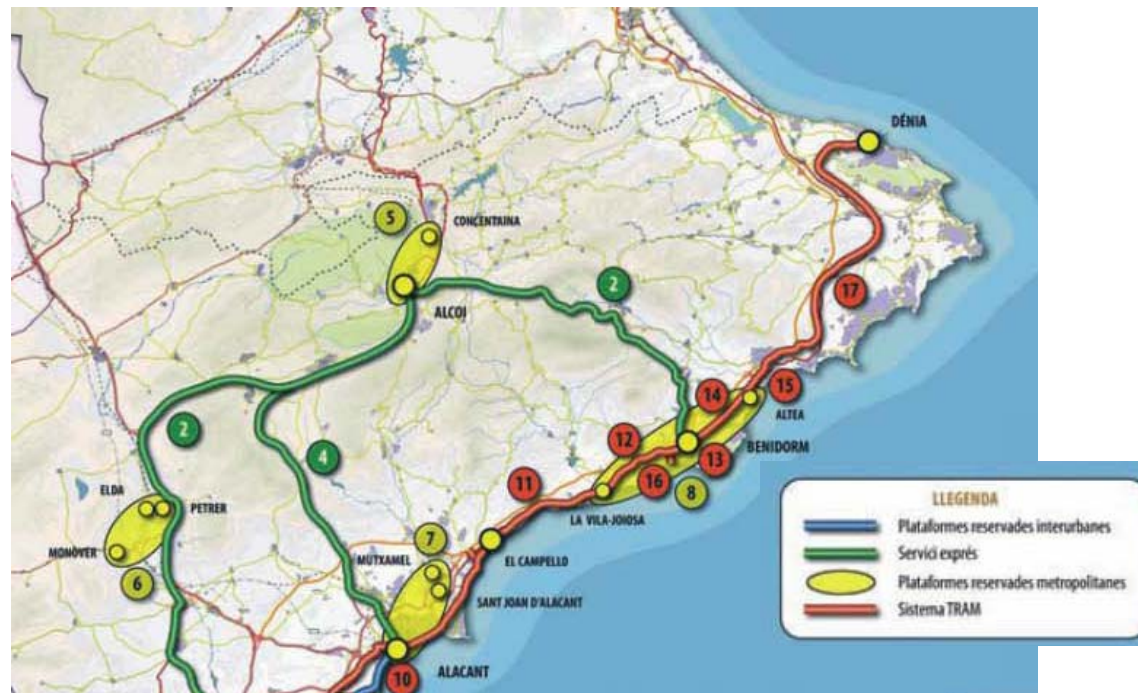 DÉNIA
5
CONCENTAINA
2
17
ALCOI
14
15
ALTEA
2
12
BENIDORM
4
13
11
16
8
ELDA
PETRER
LA VILA-JOIOSA
MONÒVER
7
MUTXAMEL
EL CAMPELLO
6
SANT JOAN D'ALACANT
10
ALACANT
LLEGENDA
Plataformes reservades interurbanes
Servici exprés
Plataformes reservades metropolitanes
Sistema TRAM